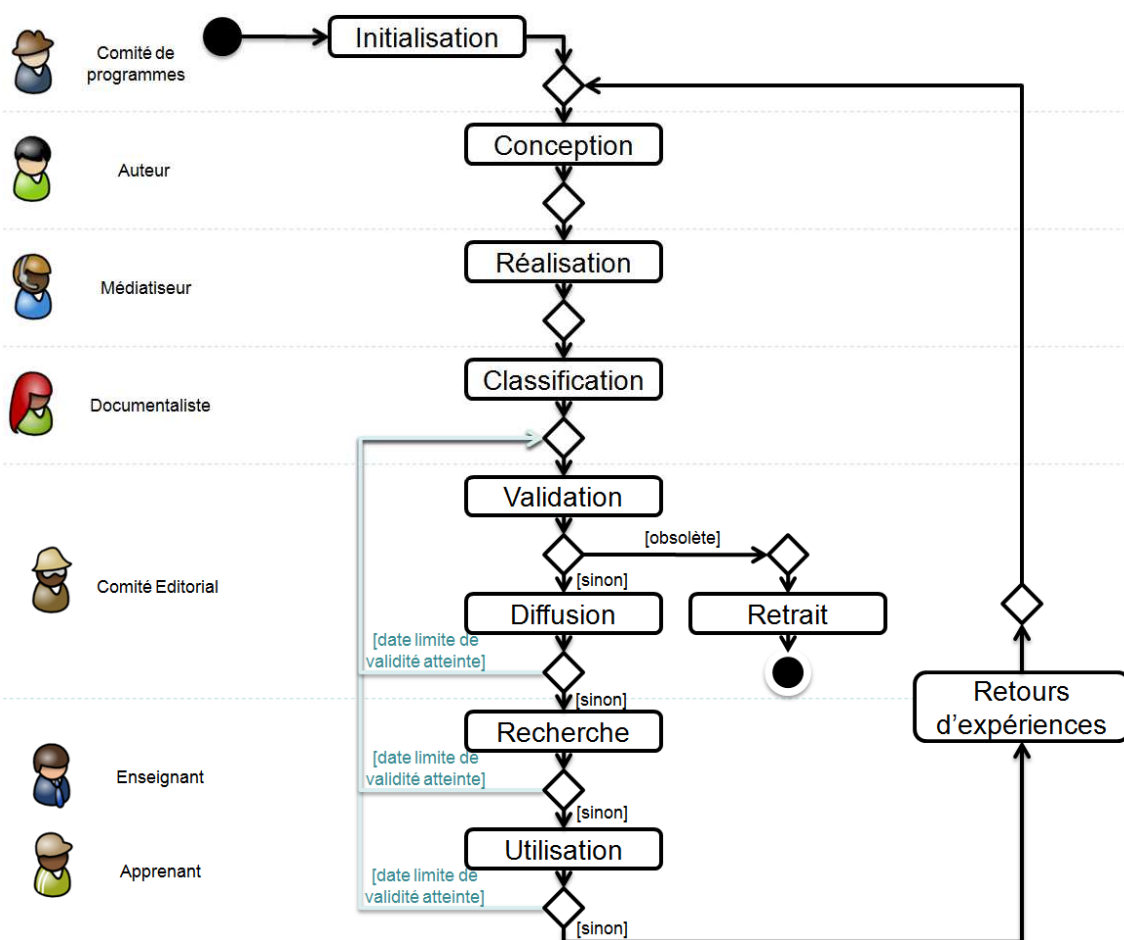 Initialisation
Comité de
programmes
Conception
Auteur
Réalisation
Médiatiseur
Classification
Documentaliste
Validation
[obsolète]
[sinon]
Comité Editorial
Diffusion
Retrait
[date limite de
validité atteinte]
[sinon]
Retours
d'expériences
Recherche
Enseignant
[date limite de
validité atteinte]
[sinon]
Utilisation
Apprenant
[date limite de
validité atteinte]
[sinon]